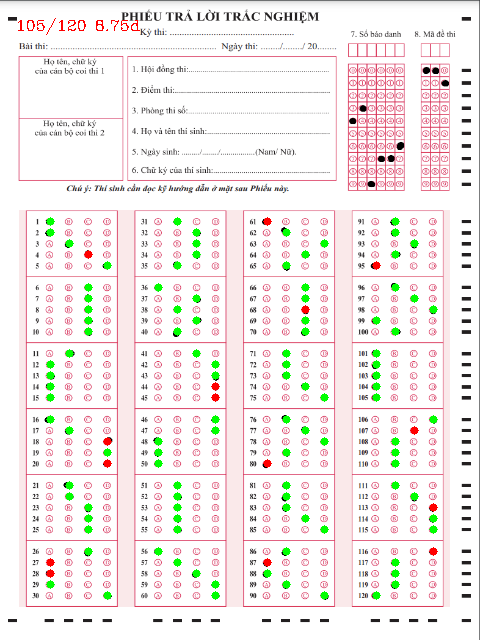 PHIẾU TRẢ LỜI TRẮC NGHIỆM
105/120 8.75d
Kỳ thi: ................................................
Bài thi: ................................................ Ngày thi: ......./......./ 20.......
7. Số báo danh
8. Mã đề thi
Họ tên, chữ ký
của cán bộ coi thi 1
Họ tên, chữ ký
của cán bộ coi thi 2
1. Hội đồng thi:................................................
2. Điểm thi:................................................
3. Phòng thi số:................................................
4. Họ và tên thí sinh:................................................
5. Ngày sinh: ......./......./..............(Nam/ Nữ).
6. Chữ ký của thí sinh:................................................
Chú ý: Thí sinh cần đọc kỹ hướng dẫn ở mặt sau Phiếu này.
1 A B C D
2 A B C D
3 A B C D
4 A B C D
5 A B C D
6 A B C D
7 A B C D
8 A B C D
9 A B C D
10 A B C D
11 A B C D
12 A B C D
13 A B C D
14 A B C D
15 A B C D
16 A B C D
17 A B C D
18 A B C D
19 A B C D
20 A B C D
21 A B C D
22 A B C D
23 A B C D
24 A B C D
25 A B C D
26 A B C D
27 A B C D
28 A B C D
29 A B C D
30 A B C D
31 A B C D
32 A B C D
33 A B C D
34 A B C D
35 A B C D
36 A B C D
37 A B C D
38 A B C D
39 A B C D
40 A B C D
41 A B C D
42 A B C D
43 A B C D
44 A B C D
45 A B C D
46 A B C D
47 A B C D
48 A B C D
49 A B C D
50 A B C D
51 A B C D
52 A B C D
53 A B C D
54 A B C D
55 A B C D
56 A B C D
57 A B C D
58 A B C D
59 A B C D
60 A B C D
61 A B C D
62 A B C D
63 A B C D
64 A B C D
65 A B C D
66 A B C D
67 A B C D
68 A B C D
69 A B C D
70 A B C D
71 A B C D
72 A B C D
73 A B C D
74 A B C D
75 A B C D
76 A B C D
77 A B C D
78 A B C D
79 A B C D
80 A B C D
81 A B C D
82 A B C D
83 A B C D
84 A B C D
85 A B C D
86 A B C D
87 A B C D
88 A B C D
89 A B C D
90 A B C D
91 A B C D
92 A B C D
93 A B C D
94 A B C D
95 A B C D
96 A B C D
97 A B C D
98 A B C D
99 A B C D
100 A B C D
101 A B C D
102 A B C D
103 A B C D
104 A B C D
105 A B C D
106 A B C D
107 A B C D
108 A B C D
109 A B C D
110 A B C D
111 A B C D
112 A B C D
113 A B C D
114 A B C D
115 A B C D
116 A B C D
117 A B C D
118 A B C D
119 A B C D
120 A B C D